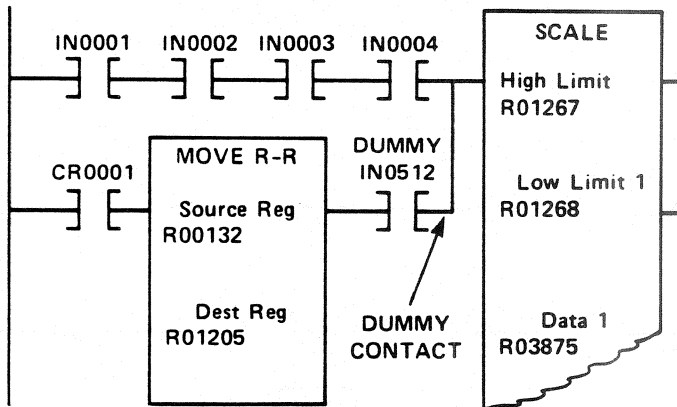 IN0001 IN0002 IN0003 IN0004
SCALE
High Limit
R01267
Low Limit 1
R01268
Data 1
R03875
CR0001
MOVE R-R
Source Reg
R00132
Dest Reg
R01205
DUMMY
IN0512
DUMMY
CONTACT